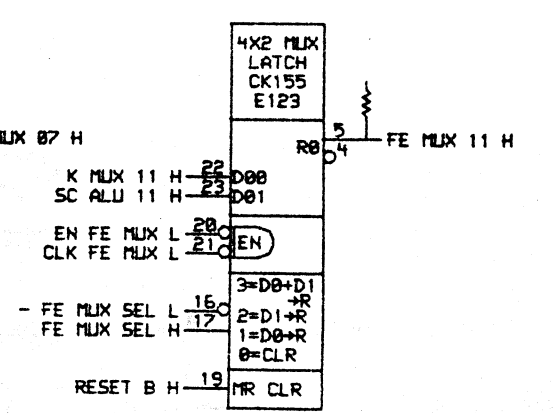 4X2 MUX
LATCH
CK155
E123
MUX 07 H
R0
5
4
FE MUX 11 H
K MUX 11 H 22 D00
SC ALU 11 H 23 D01
EN FE MUX L 20
CLK FE MUX L 21
EN
3=D0+D1
→R
2=D1→R
1=D0→R
0=CLR
- FE MUX SEL L 16
FE MUX SEL H 17
RESET B H 19 MR CLR